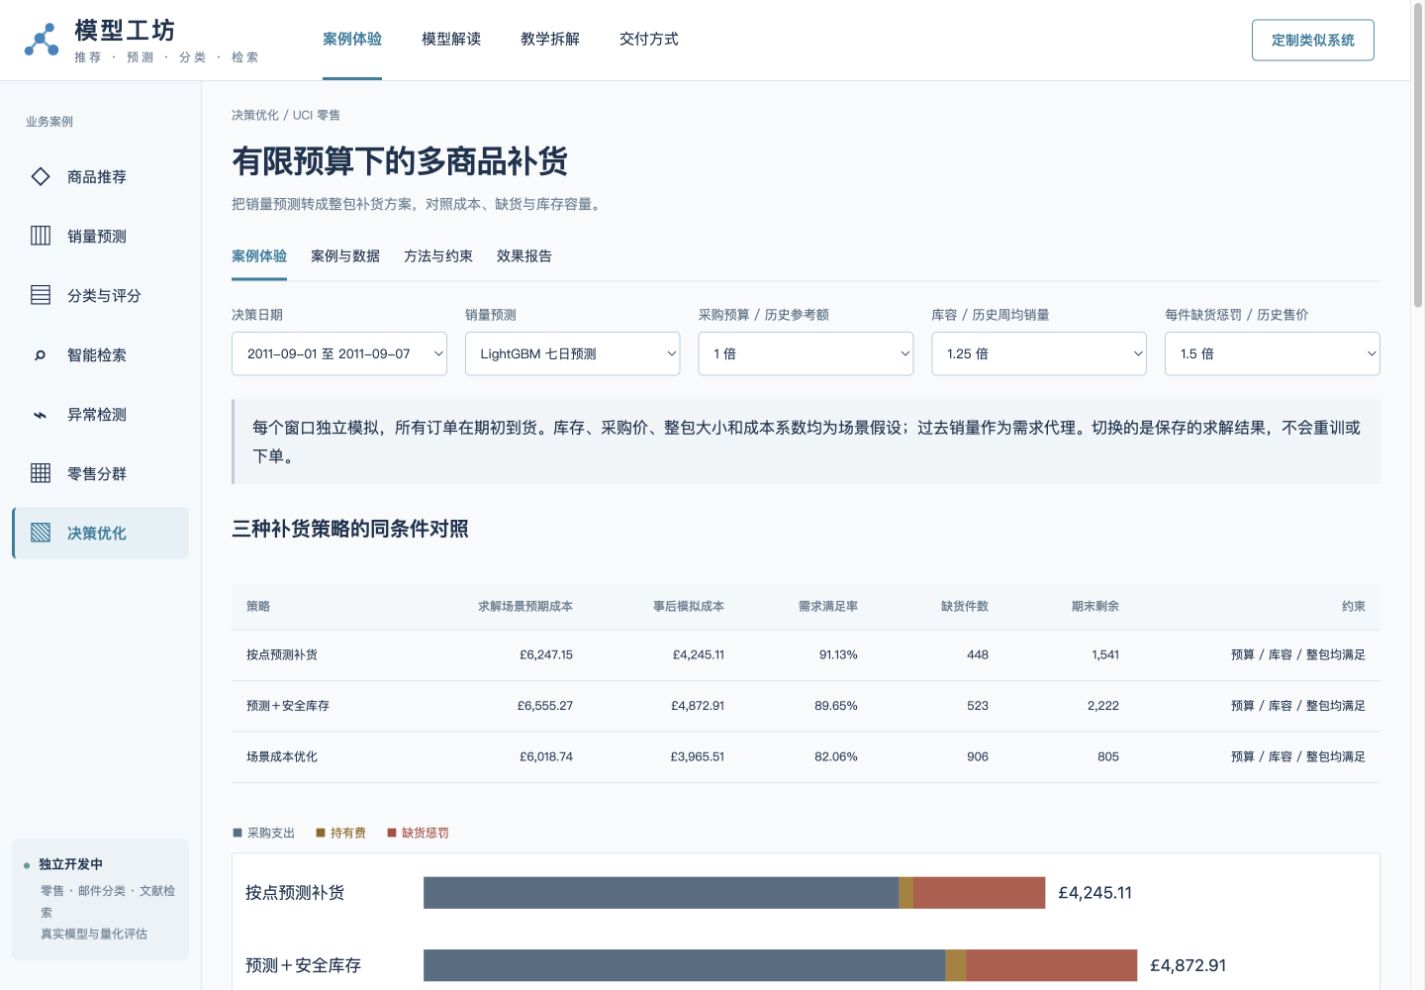 模型工坊
推荐 · 预测 · 分类 · 检索
案例体验
模型解读
教学拆解
交付方式
定制类似系统
业务案例
商品推荐
销量预测
分类与评分
智能检索
异常检测
零售分群
决策优化
独立开发中
零售 · 邮件分类 · 文献检
索
真实模型与量化评估
决策优化 / UCI 零售
有限预算下的多商品补货
把销量预测转成整包补货方案，对照成本、缺货与库存容量。
案例体验
案例与数据
方法与约束
效果报告
决策日期
销量预测
采购预算 / 历史参考额
库容 / 历史周均销量
每件缺货惩罚 / 历史售价
2011-09-01 至 2011-09-07
LightGBM 七日预测
1 倍
1.25 倍
1.5 倍
每个窗口独立模拟，所有订单在期初到货。库存、采购价、整包大小和成本系数均为场景假设；过去销量作为需求代理。切换的是保存的求解结果，不会重训或
下单。
三种补货策略的同条件对照
策略 求解场景预期成本 事后模拟成本 需求满足率 缺货件数 期末剩余 约束
按点预测补货 £6,247.15 £4,245.11 91.13% 448 1,541 预算 / 库容 / 整包均满足
预测＋安全库存 £6,555.27 £4,872.91 89.65% 523 2,222 预算 / 库容 / 整包均满足
场景成本优化 £6,018.74 £3,965.51 82.06% 906 805 预算 / 库容 / 整包均满足
采购支出 持有费 缺货惩罚
按点预测补货 £4,245.11
预测＋安全库存 £4,872.91